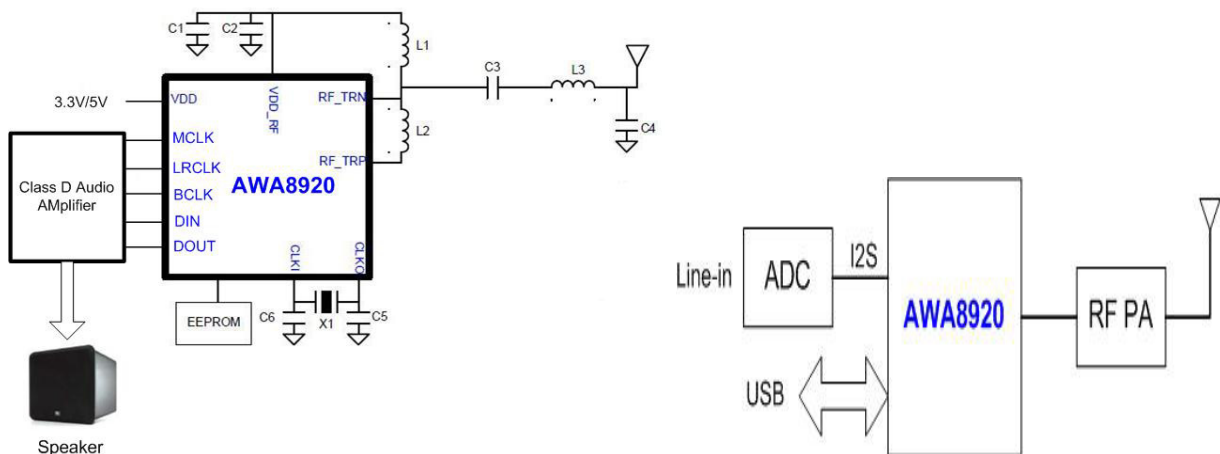 C1
C2
L1
C3
L3
3.3V/5V
VDD
VDD_RF
RF_TRN
C4
MCLK
L2
LRCLK
RF_TRP
Class D Audio
AMplifier
AWA8920
BCLK
DIN
DOUT
CLKI
CLKO
EEPROM
C6
X1
C5
Speaker
Line-in
ADC
I2S
AWA8920
RF PA
USB